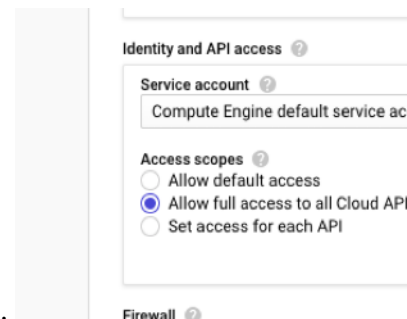 Identity and API access
Service account
Compute Engine default service ac
Access scopes
Allow default access
Allow full access to all Cloud API
Set access for each API
Firewall